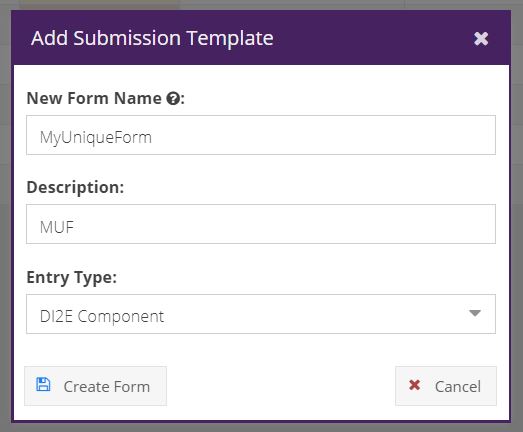 Add Submission Template
New Form Name ?:
MyUniqueForm
Description:
MUF
Entry Type:
DI2E Component
Create Form
Cancel